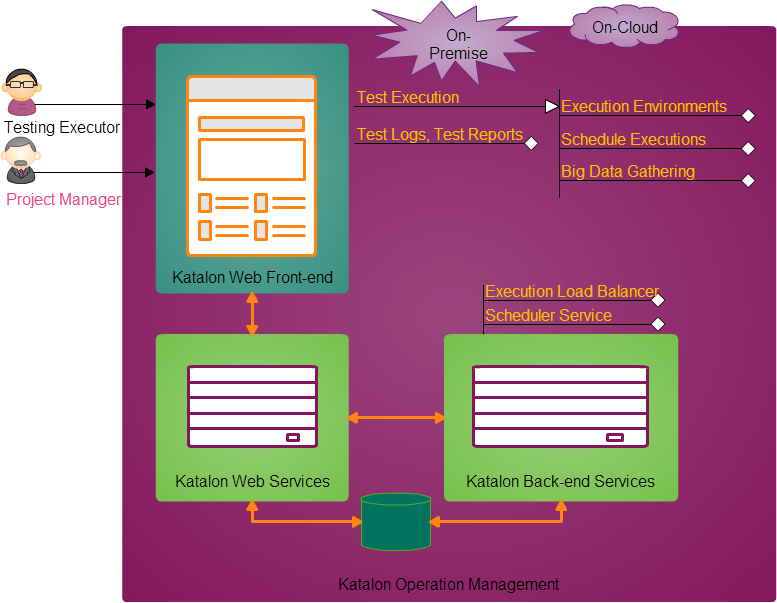 On-
Premise
On-Cloud
Testing Executor
Project Manager
Test Execution
Test Logs, Test Reports
Execution Environments
Schedule Executions
Big Data Gathering
Katalon Web Front-end
Execution Load Balancer
Scheduler Service
Katalon Web Services
Katalon Back-end Services
Katalon Operation Management